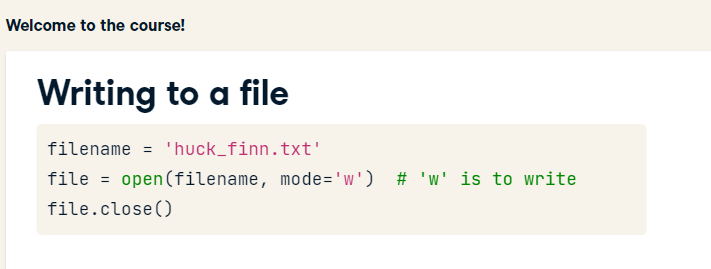 Welcome to the course!
Writing to a file
filename = 'huck_finn.txt'
file = open(filename, mode='w')  # 'w' is to write
file.close()